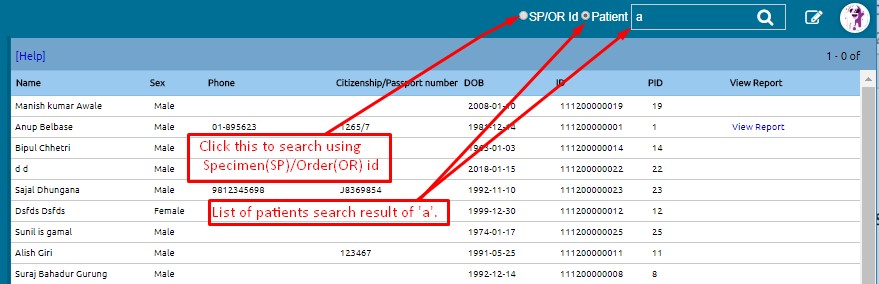 SP/OR Id Patient a
[Help] 1 - 0 of
Name Sex Phone Citizenship/Passport number DOB ID PID View Report
Manish kumar Awale Male 2008-01-10 111200000019 19
Anup Belbase Male 01-895623 1265/7 1981-12-14 111200000001 1 View Report
Bipul Chhetri Male 1963-01-03 111200000014 14
d d Male 2018-01-15 111200000022 22
Sajal Dhungana Male 9812345698 J8369854 1992-11-10 111200000023 23
Dsfds Dsfds Female 1999-12-30 111200000012 12
Sunil is gamal Male 1974-01-17 111200000025 25
Alish Giri Male 123467 1991-05-25 111200000011 11
Suraj Bahadur Gurung Male 1992-12-14 111200000008 8
Click this to search using
Specimen(SP)/Order(OR) id
List of patients search result of 'a'.